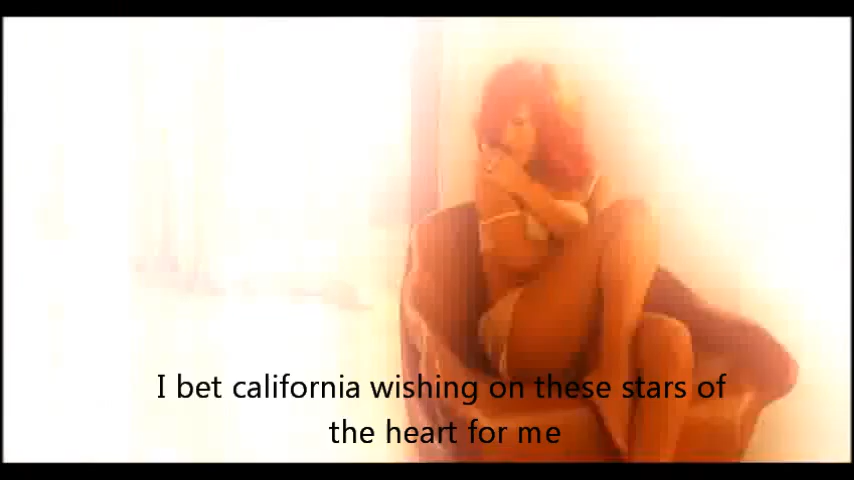 I bet california wishing on these stars of
the heart for me